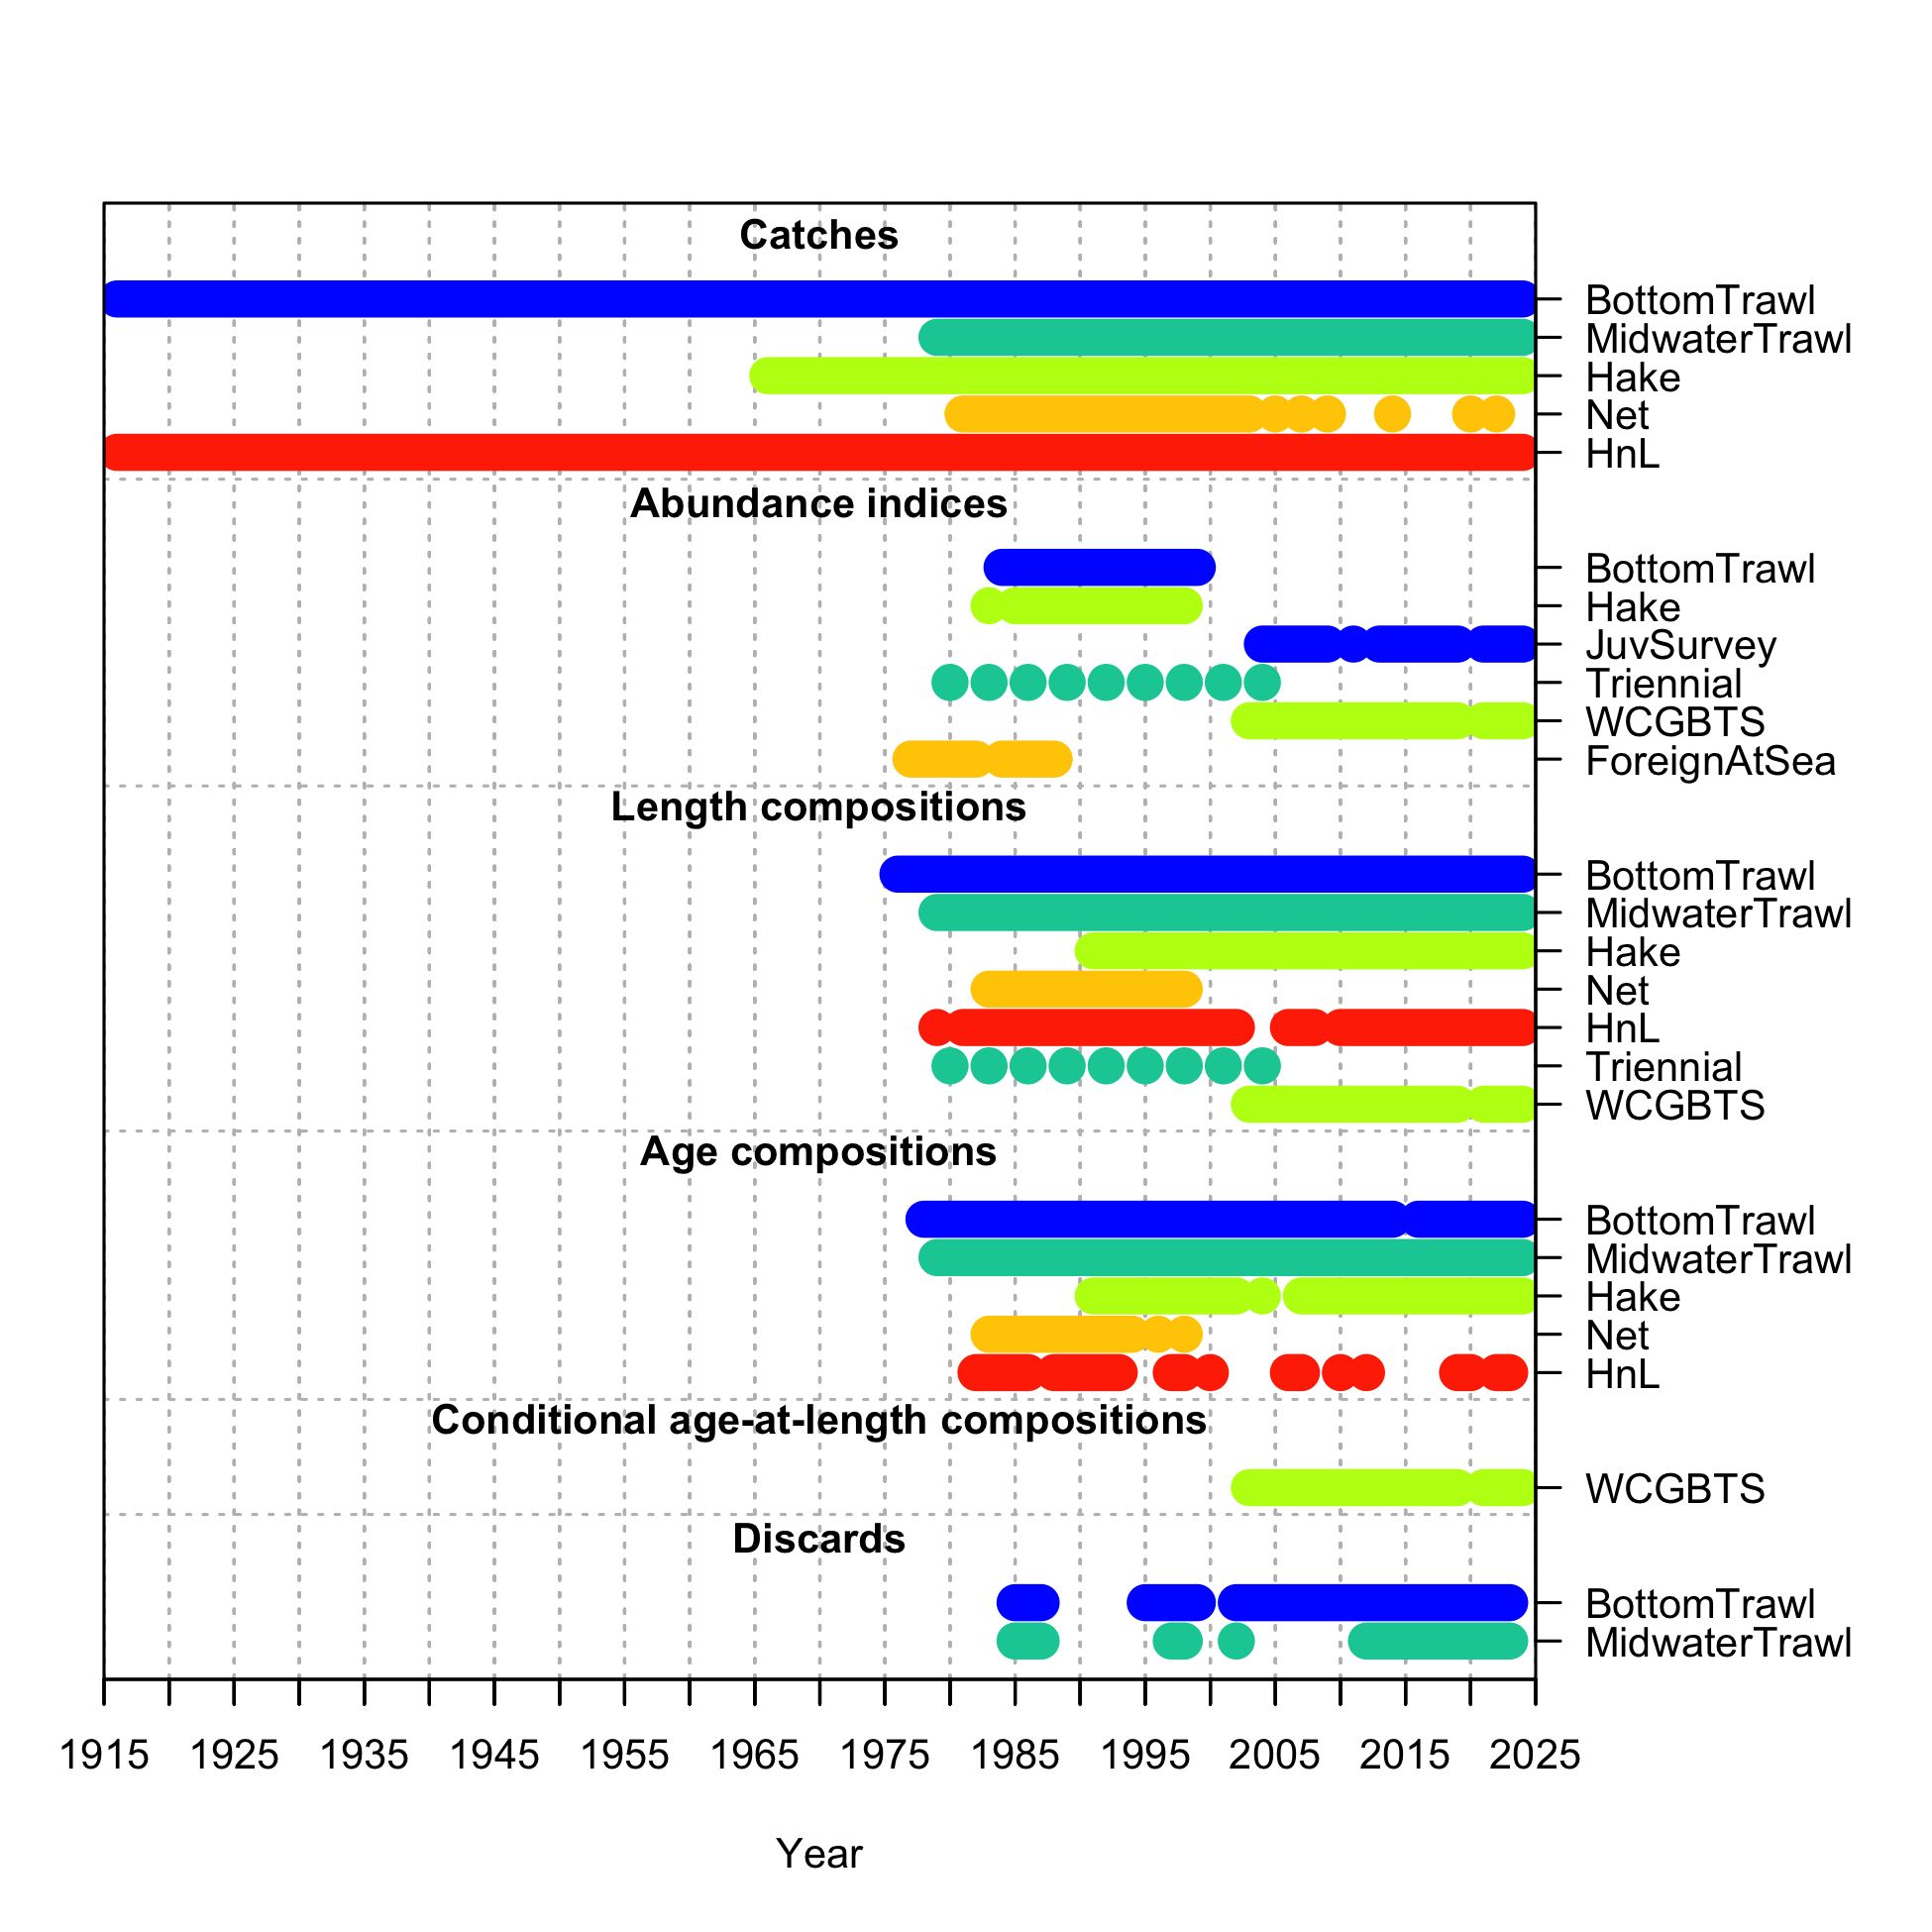 Catches
BottomTrawl
MidwaterTrawl
Hake
Net
HnL
Abundance indices
BottomTrawl
Hake
JuvSurvey
Triennial
WCGBTS
ForeignAtSea
Length compositions
BottomTrawl
MidwaterTrawl
Hake
Net
HnL
Triennial
WCGBTS
Age compositions
BottomTrawl
MidwaterTrawl
Hake
Net
HnL
Conditional age-at-length compositions
WCGBTS
Discards
BottomTrawl
MidwaterTrawl
1915 1925 1935 1945 1955 1965 1975 1985 1995 2005 2015 2025
Year